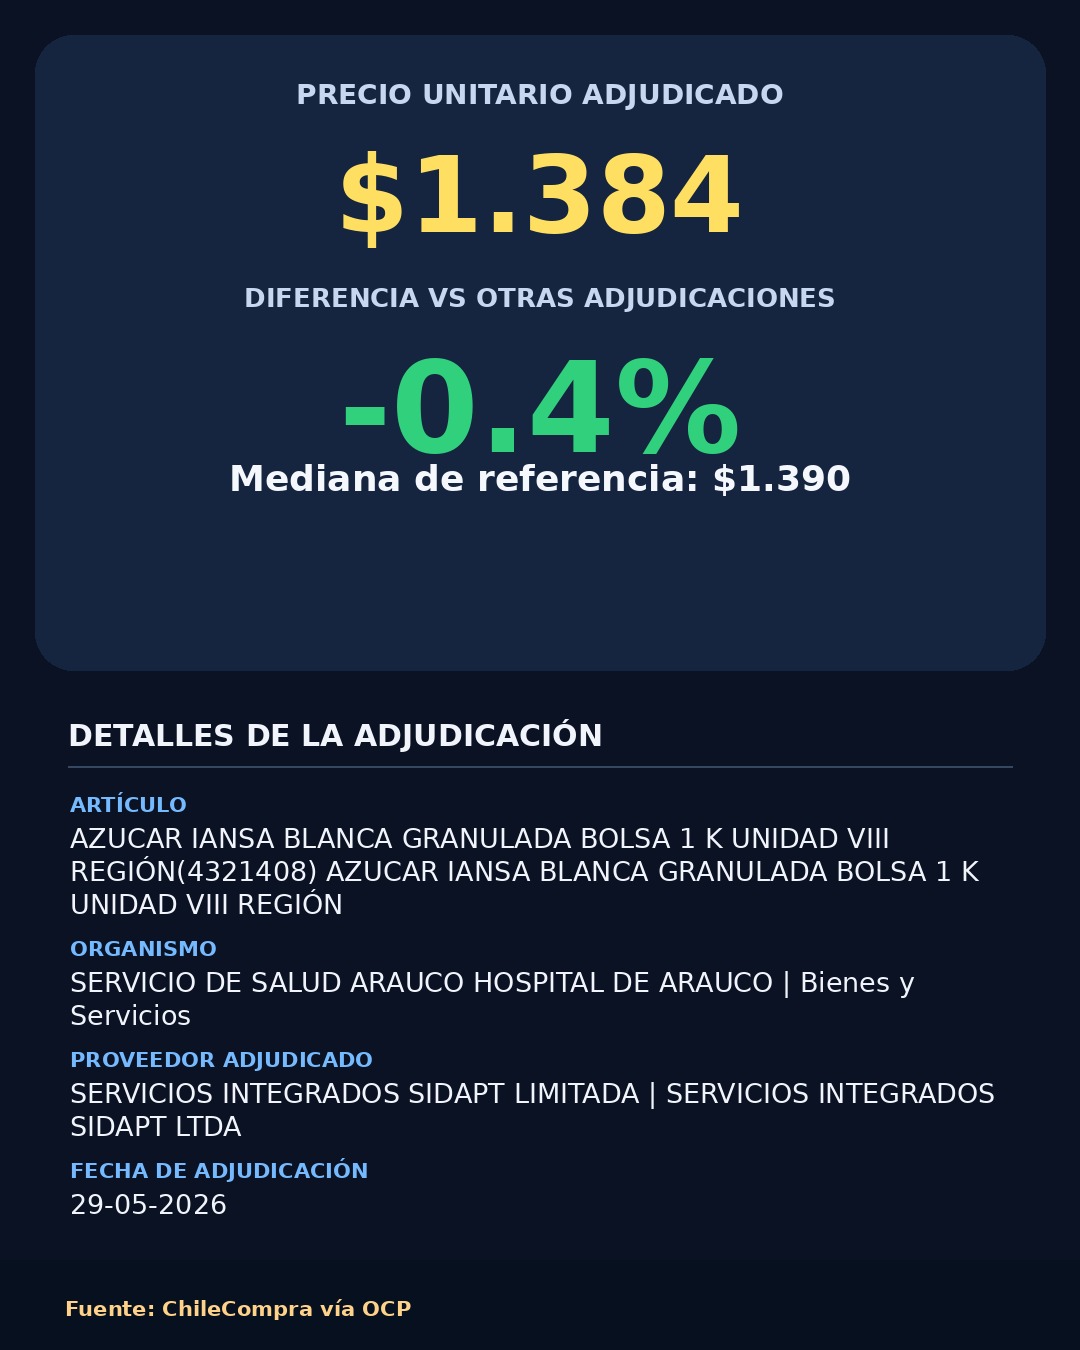 PRECIO UNITARIO ADJUDICADO
$1.384
DIFERENCIA VS OTRAS ADJUDICACIONES
-0.4%
Mediana de referencia: $1.390
DETALLES DE LA ADJUDICACIÓN
ARTÍCULO
AZUCAR IANSA BLANCA GRANULADA BOLSA 1 K UNIDAD VIII
REGIÓN(4321408) AZUCAR IANSA BLANCA GRANULADA BOLSA 1 K
UNIDAD VIII REGIÓN
ORGANISMO
SERVICIO DE SALUD ARAUCO HOSPITAL DE ARAUCO | Bienes y
Servicios
PROVEEDOR ADJUDICADO
SERVICIOS INTEGRADOS SIDAPT LIMITADA | SERVICIOS INTEGRADOS
SIDAPT LTDA
FECHA DE ADJUDICACIÓN
29-05-2026
Fuente: ChileCompra vía OCP